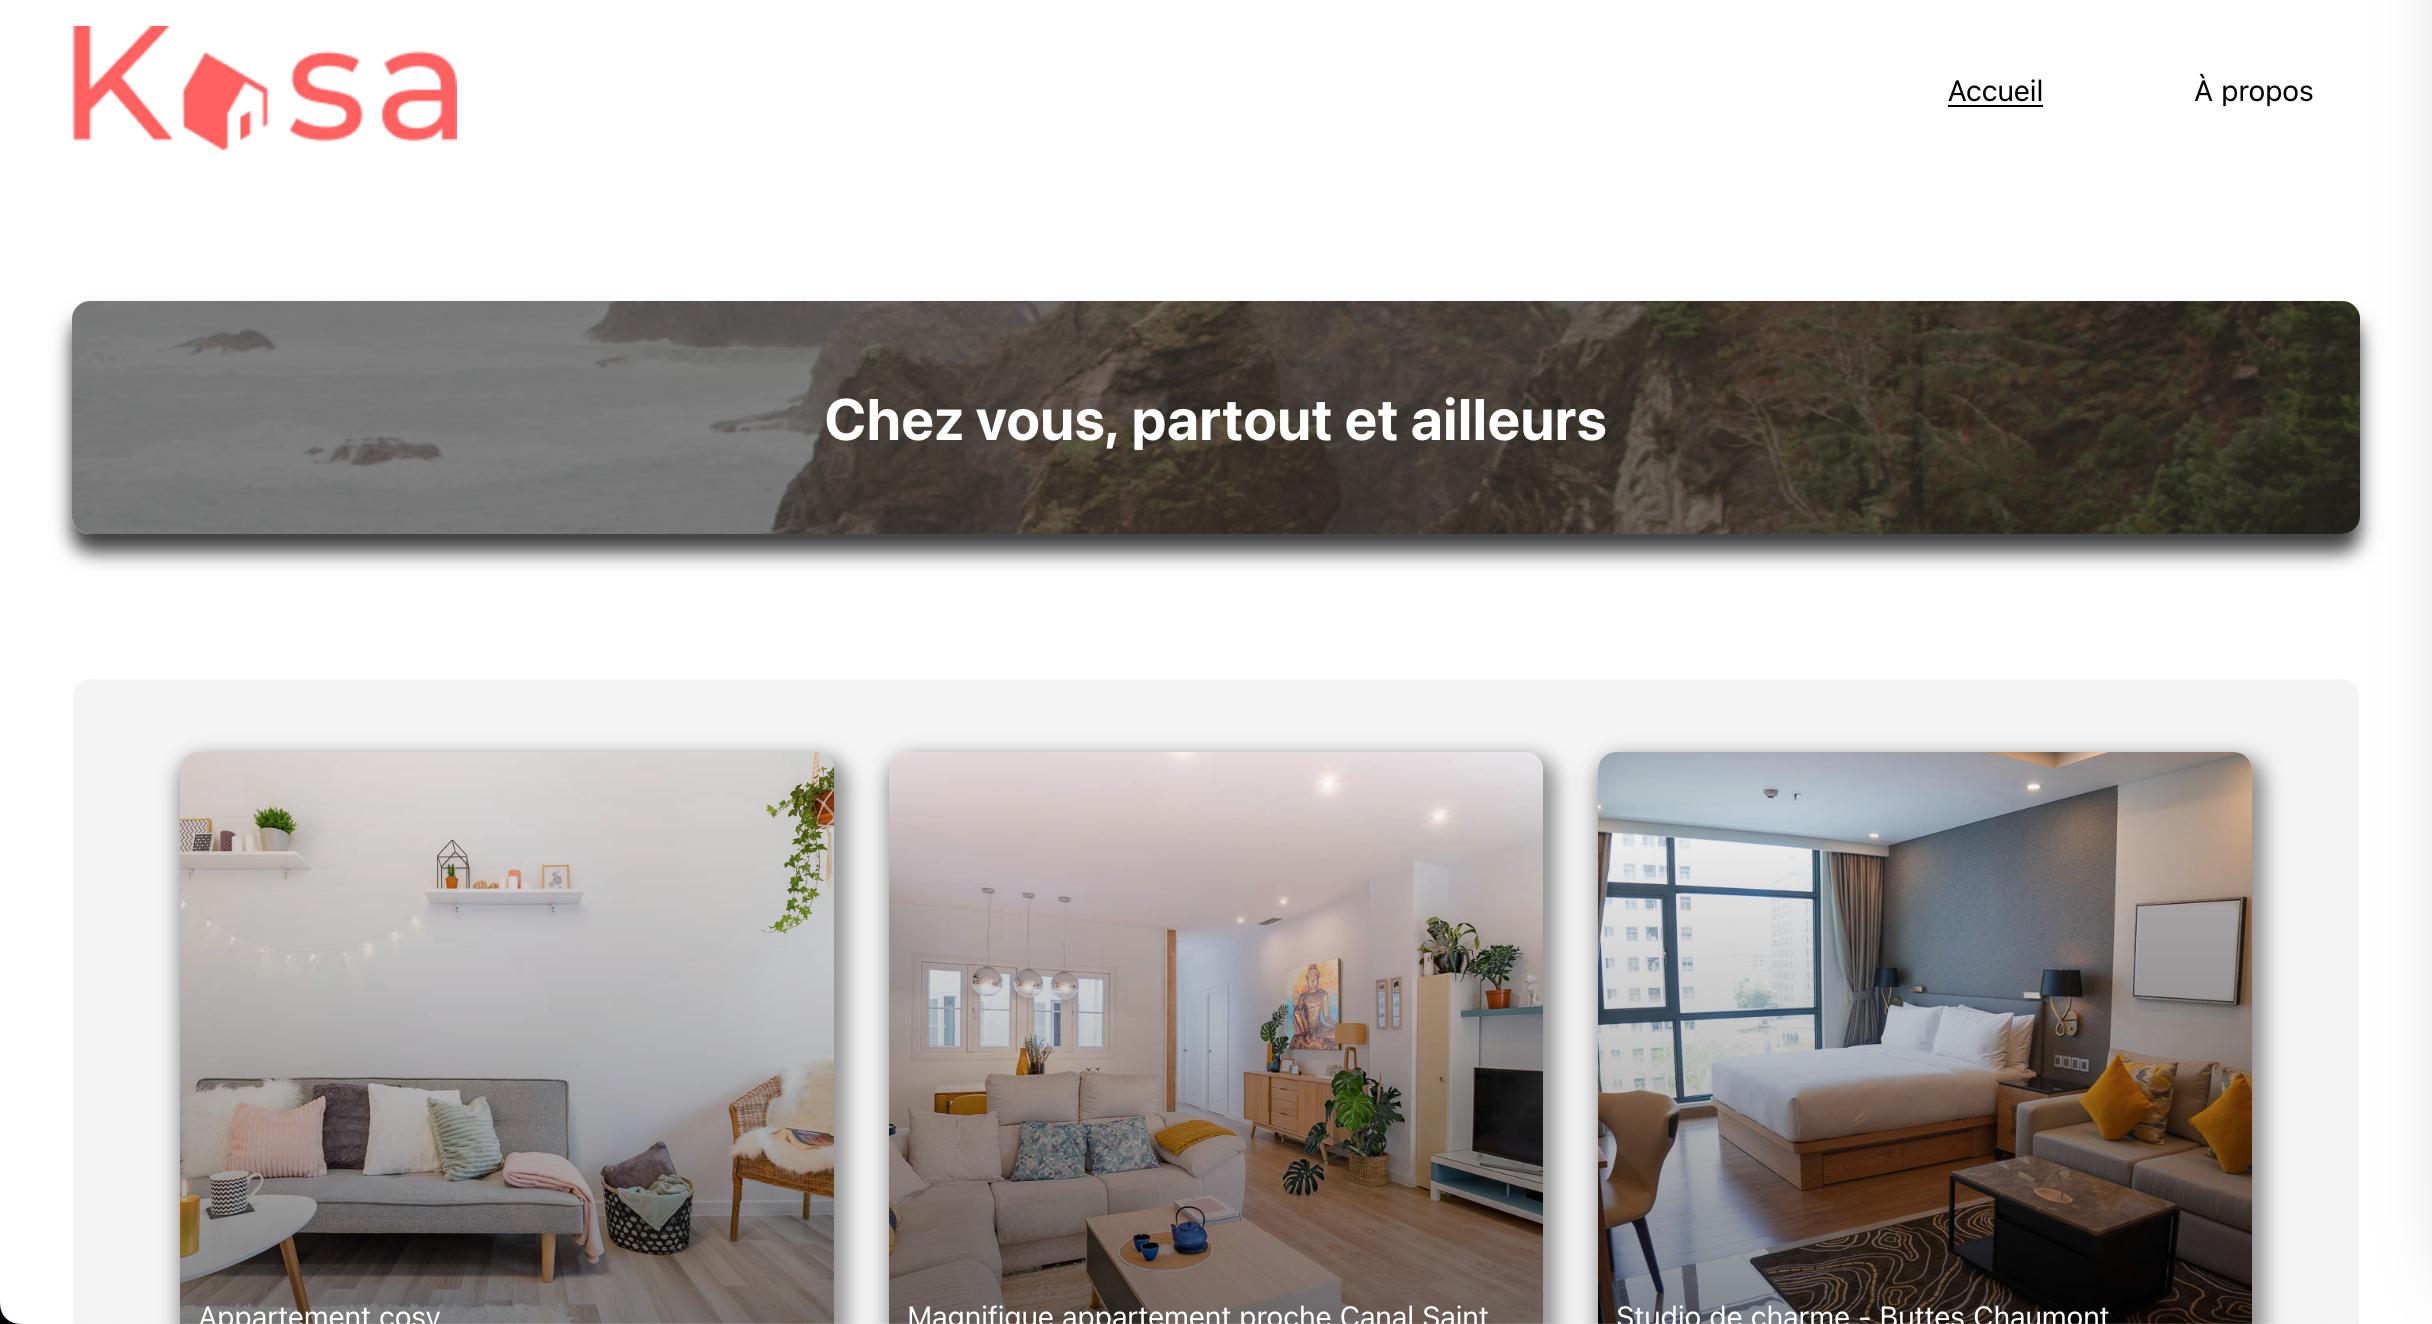 Kasa
Accueil
À propos
Chez vous, partout et ailleurs
Appartement cosy
Magnifique appartement proche Canal Saint
Studio de charme - Buttes Chaumont